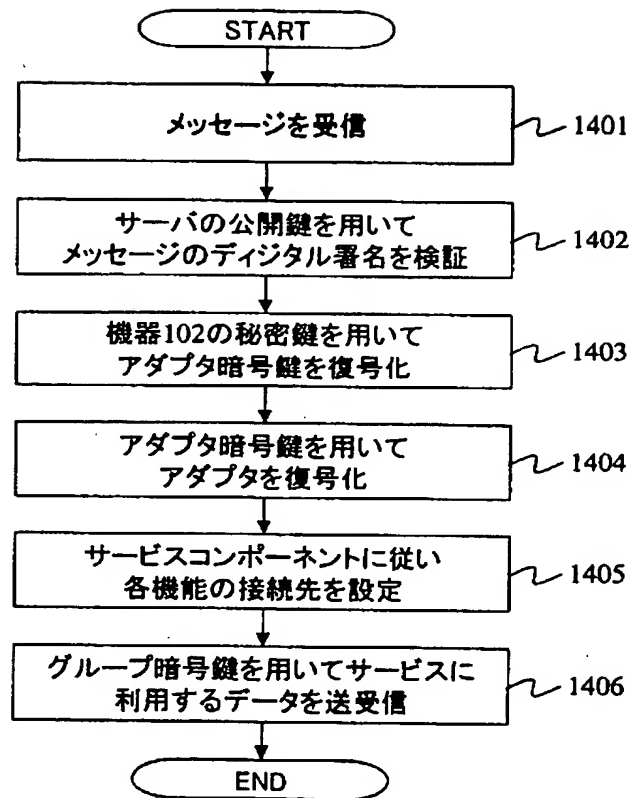 START
メッセージを受信
1401
サーバの公開鍵を用いて
メッセージのディジタル署名を検証
1402
機器102の秘密鍵を用いて
アダプタ暗号鍵を復号化
1403
アダプタ暗号鍵を用いて
アダプタを復号化
1404
サービスコンポーネントに従い
各機能の接続先を設定
1405
グループ暗号鍵を用いてサービスに
利用するデータを送受信
1406
END